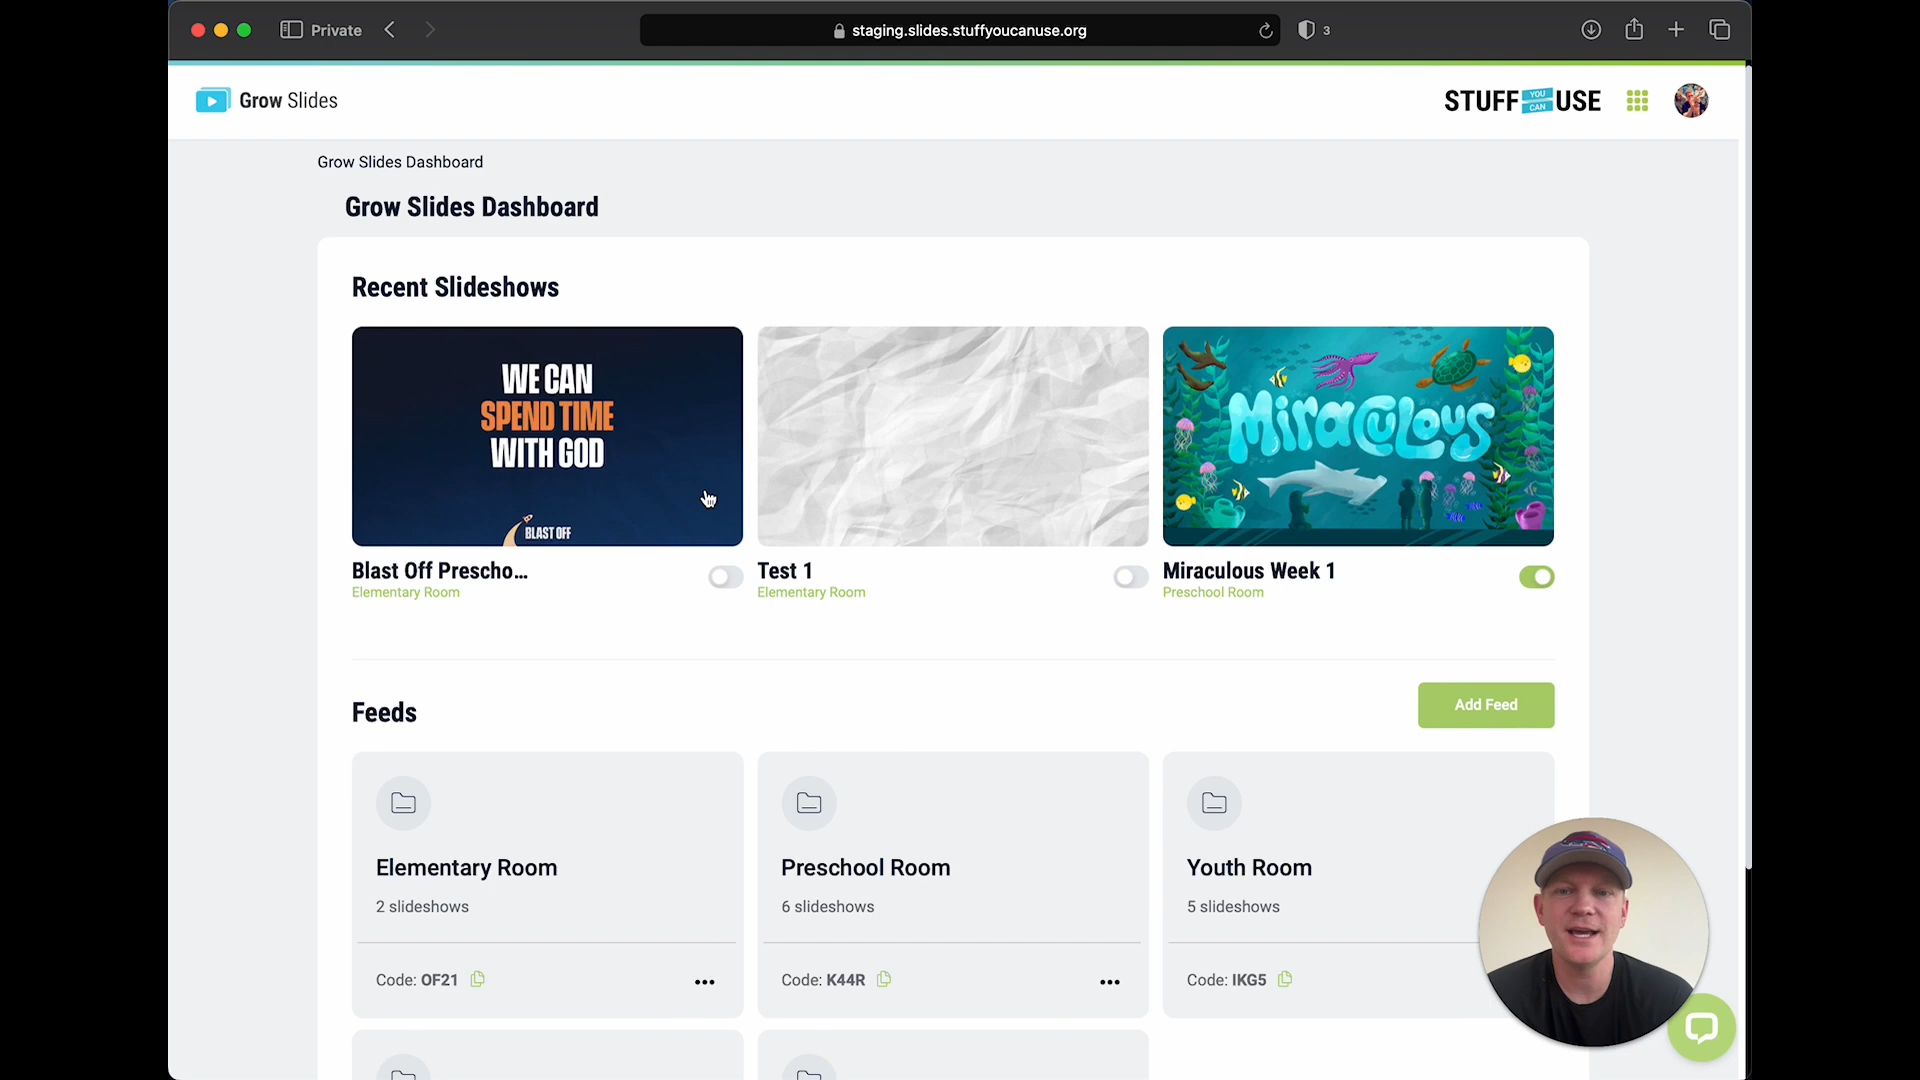 Private
staging.slides.stuffyoucanuse.org
3
Grow Slides
STUFF YOU CAN USE
Grow Slides Dashboard
Grow Slides Dashboard
Recent Slideshows
WE CAN
SPEND TIME
WITH GOD
BLAST OFF
Miraculous
Blast Off Prescho...
Elementary Room
Test 1
Elementary Room
Miraculous Week 1
Preschool Room
Feeds
Add Feed
Elementary Room
2 slideshows
Code: OF21
Preschool Room
6 slideshows
Code: K44R
Youth Room
5 slideshows
Code: IKG5